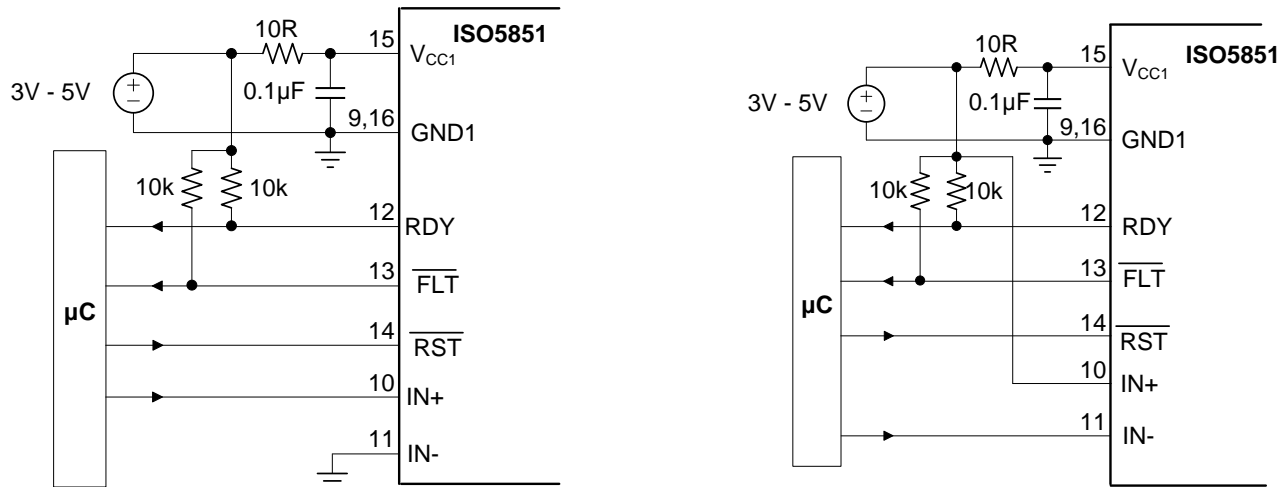 ISO5851
10R
15
VCC1
3V - 5V
0.1µF
9,16
GND1
10k
10k
12
RDY
13
FLT
µC
14
RST
10
IN+
11
IN-
ISO5851
10R
15
VCC1
3V - 5V
0.1µF
9,16
GND1
10k
10k
12
RDY
13
FLT
µC
14
RST
10
IN+
11
IN-